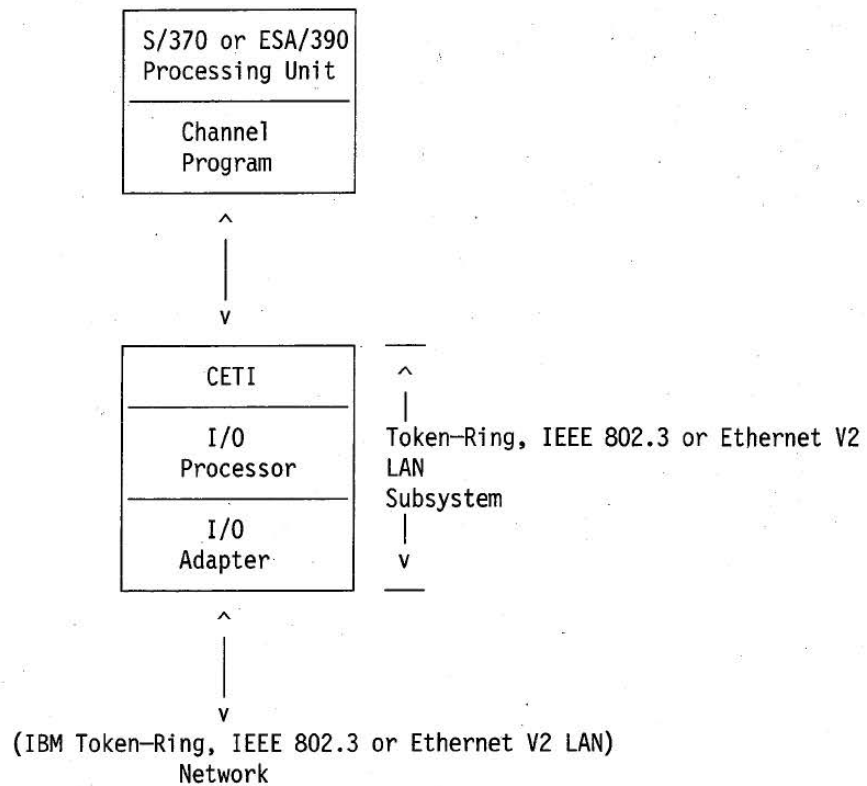 S/370 or ESA/390
Processing Unit
Channel
Program
CETI
I/O
Processor
I/O
Adapter
Token—Ring, IEEE 802.3 or Ethernet V2
LAN
Subsystem
(IBM Token—Ring, IEEE 802.3 or Ethernet V2 LAN)
Network